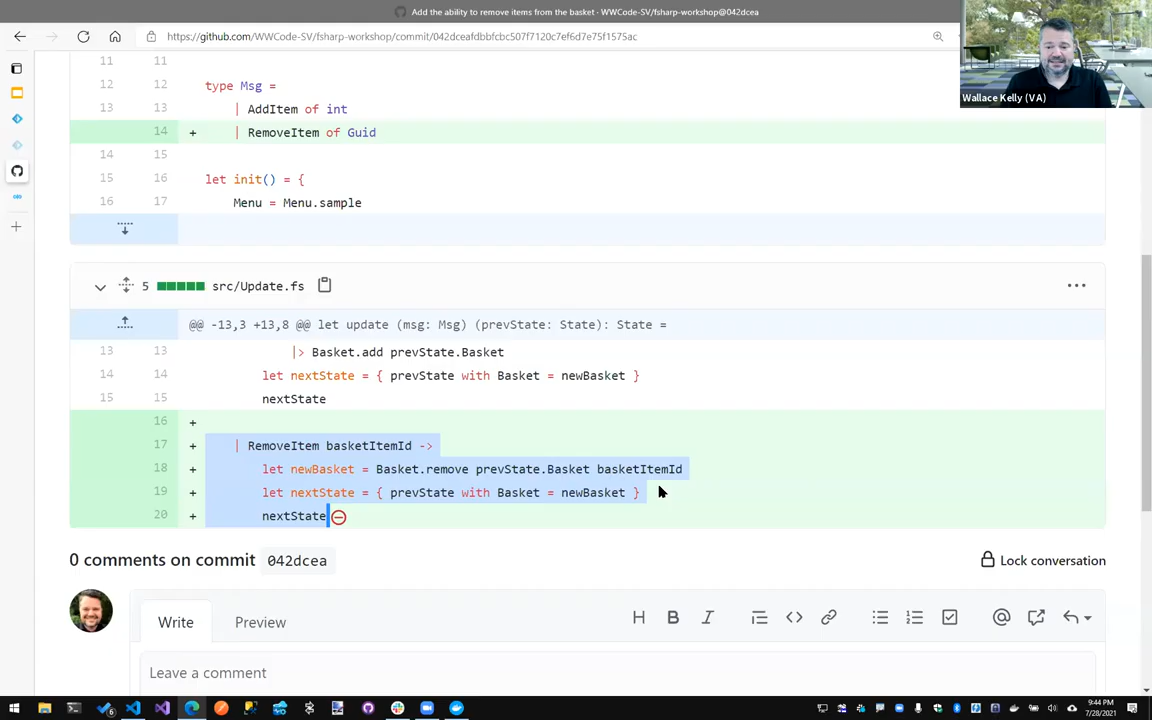 Add the ability to remove items from the basket · WWCode-SV/fsharp-workshop@042dcea
https://github.com/WWCode-SV/fsharp-workshop/commit/042dceafdbbfcbc507f7120c7ef6d7e75f1575ac
Wallace Kelly (VA)
11 11
12 12 type Msg =
13 13 | AddItem of int
14 + | RemoveItem of Guid
14 15
15 16 let init() = {
16 17 Menu = Menu.sample
5 src/Update.fs
@@ -13,3 +13,8 @@ let update (msg: Msg) (prevState: State): State =
13 13 |> Basket.add prevState.Basket
14 14 let nextState = { prevState with Basket = newBasket }
15 15 nextState
16 +
17 + | RemoveItem basketItemId ->
18 + let newBasket = Basket.remove prevState.Basket basketItemId
19 + let nextState = { prevState with Basket = newBasket }
20 + nextState
0 comments on commit 042dcea
Lock conversation
Write Preview
Leave a comment
9:44 PM
7/28/2021